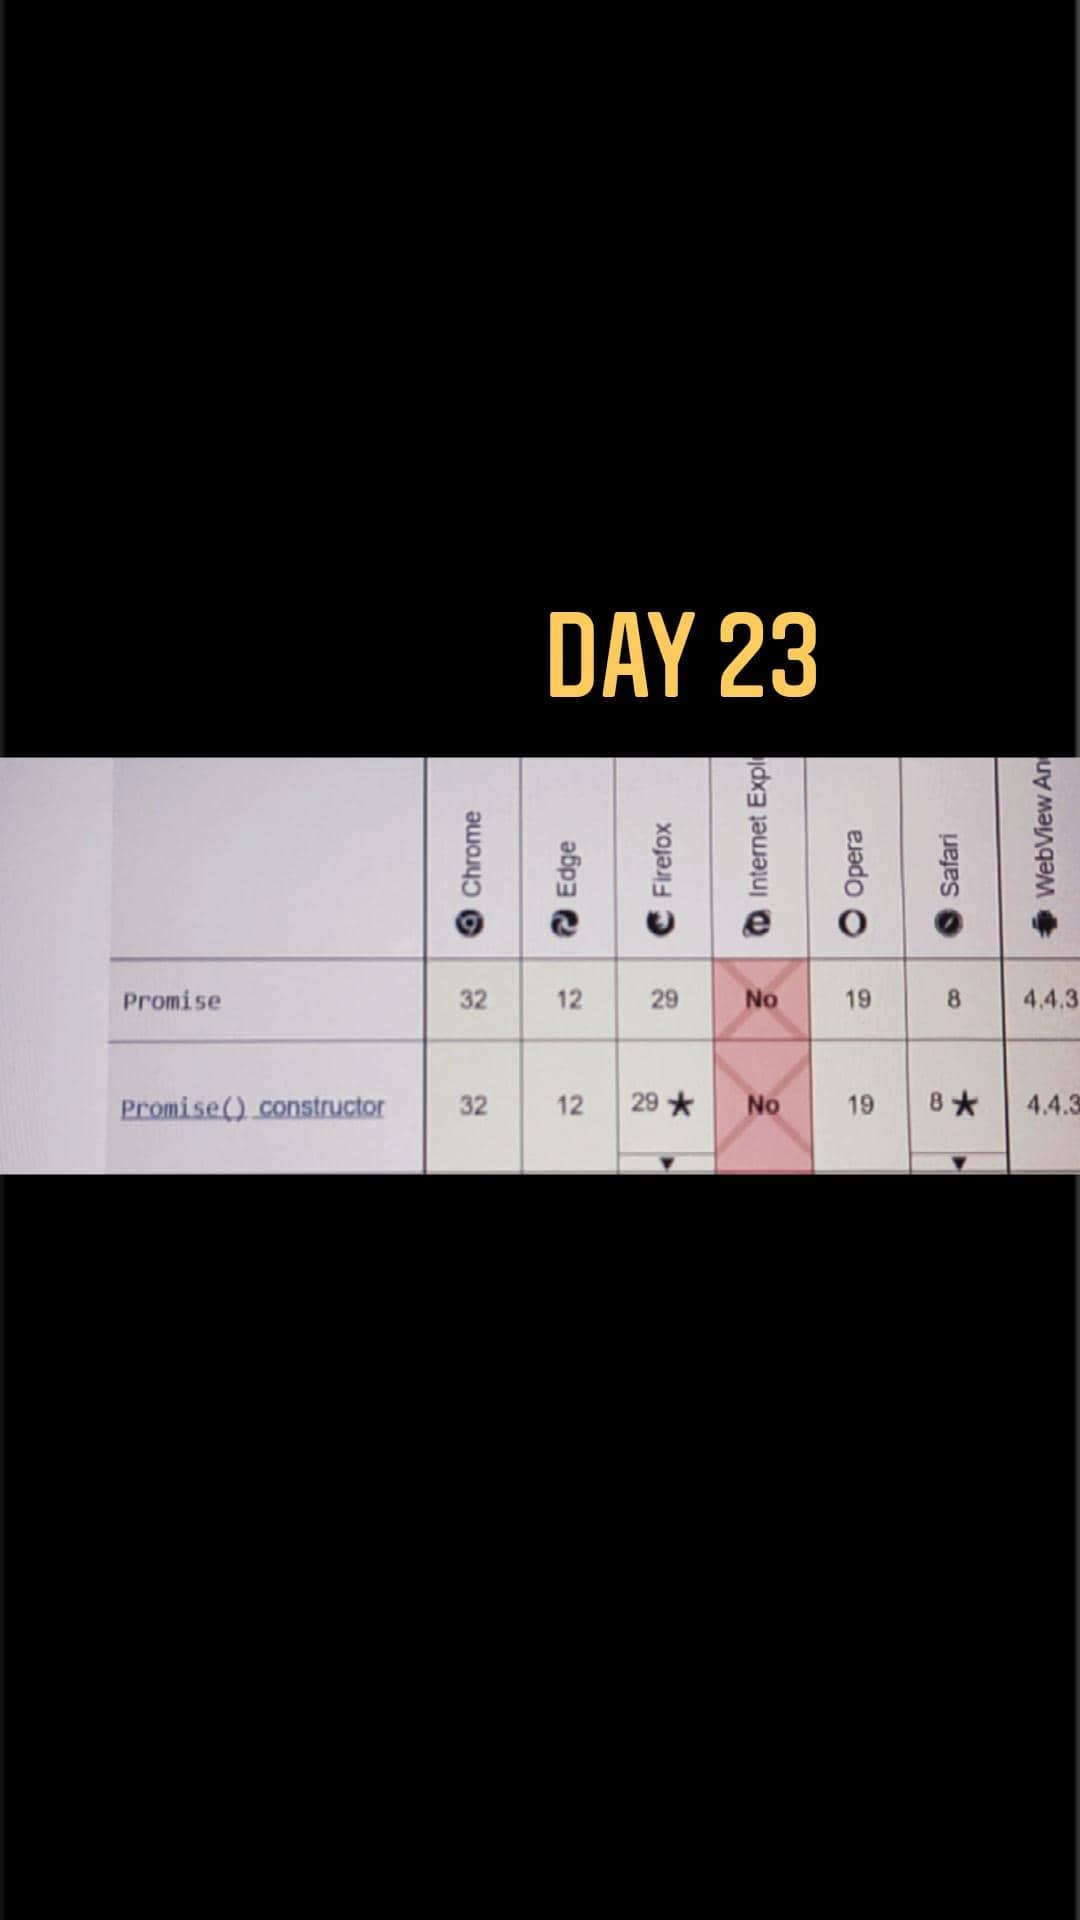 DAY 23
Chrome
Edge
Firefox
Internet Expl
Opera
Safari
WebView An
Promise 32 12 29 No 19 8 4.4.3
Promise() constructor 32 12 29 ★ No 19 8 ★ 4.4.3
▼ ▼